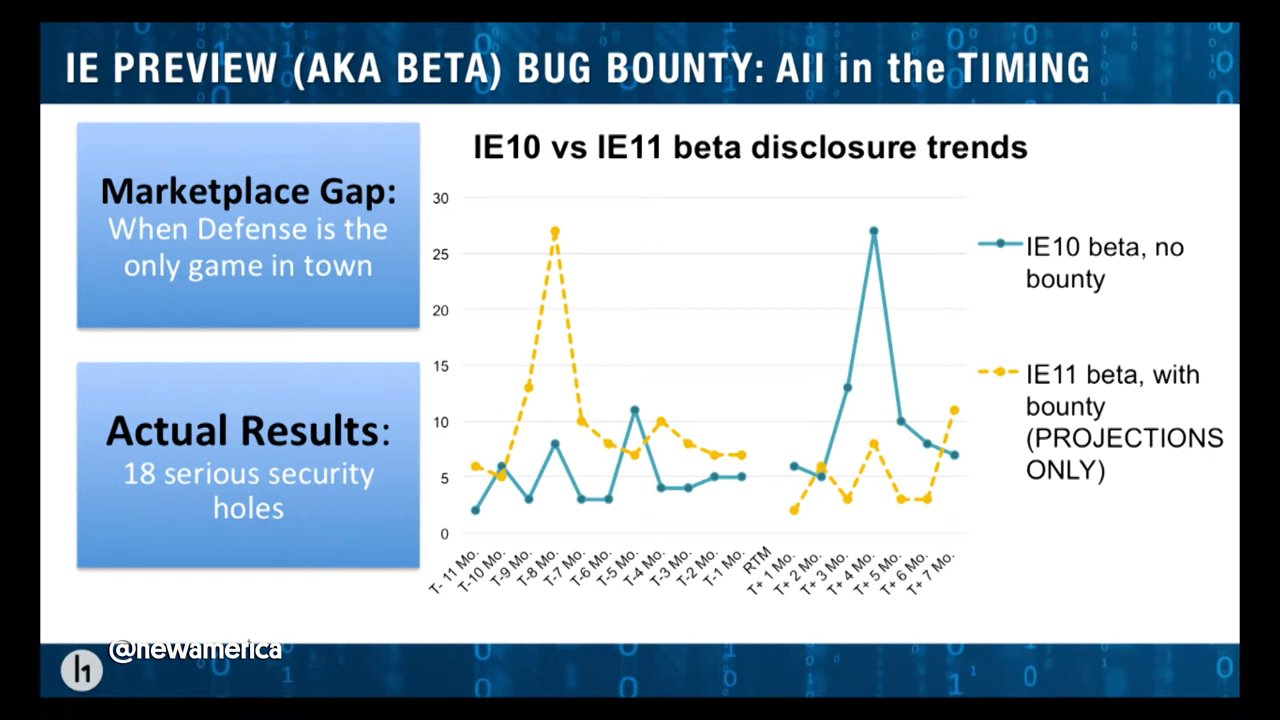 IE PREVIEW (AKA BETA) BUG BOUNTY: All in the TIMING
Marketplace Gap:
When Defense is the
only game in town
Actual Results:
18 serious security
holes
IE10 vs IE11 beta disclosure trends
30
25
20
15
10
5
0
T- 11 Mo.
T-10 Mo.
T-9 Mo.
T-8 Mo.
T-7 Mo.
T-6 Mo.
T-5 Mo.
T-4 Mo.
T-3 Mo.
T-2 Mo.
T-1 Mo.
RTM
T+ 1 Mo.
T+ 2 Mo.
T+ 3 Mo.
T+ 4 Mo.
T+ 5 Mo.
T+ 6 Mo.
T+ 7 Mo.
IE10 beta, no
bounty
IE11 beta, with
bounty
(PROJECTIONS
ONLY)
@newamerica
h1